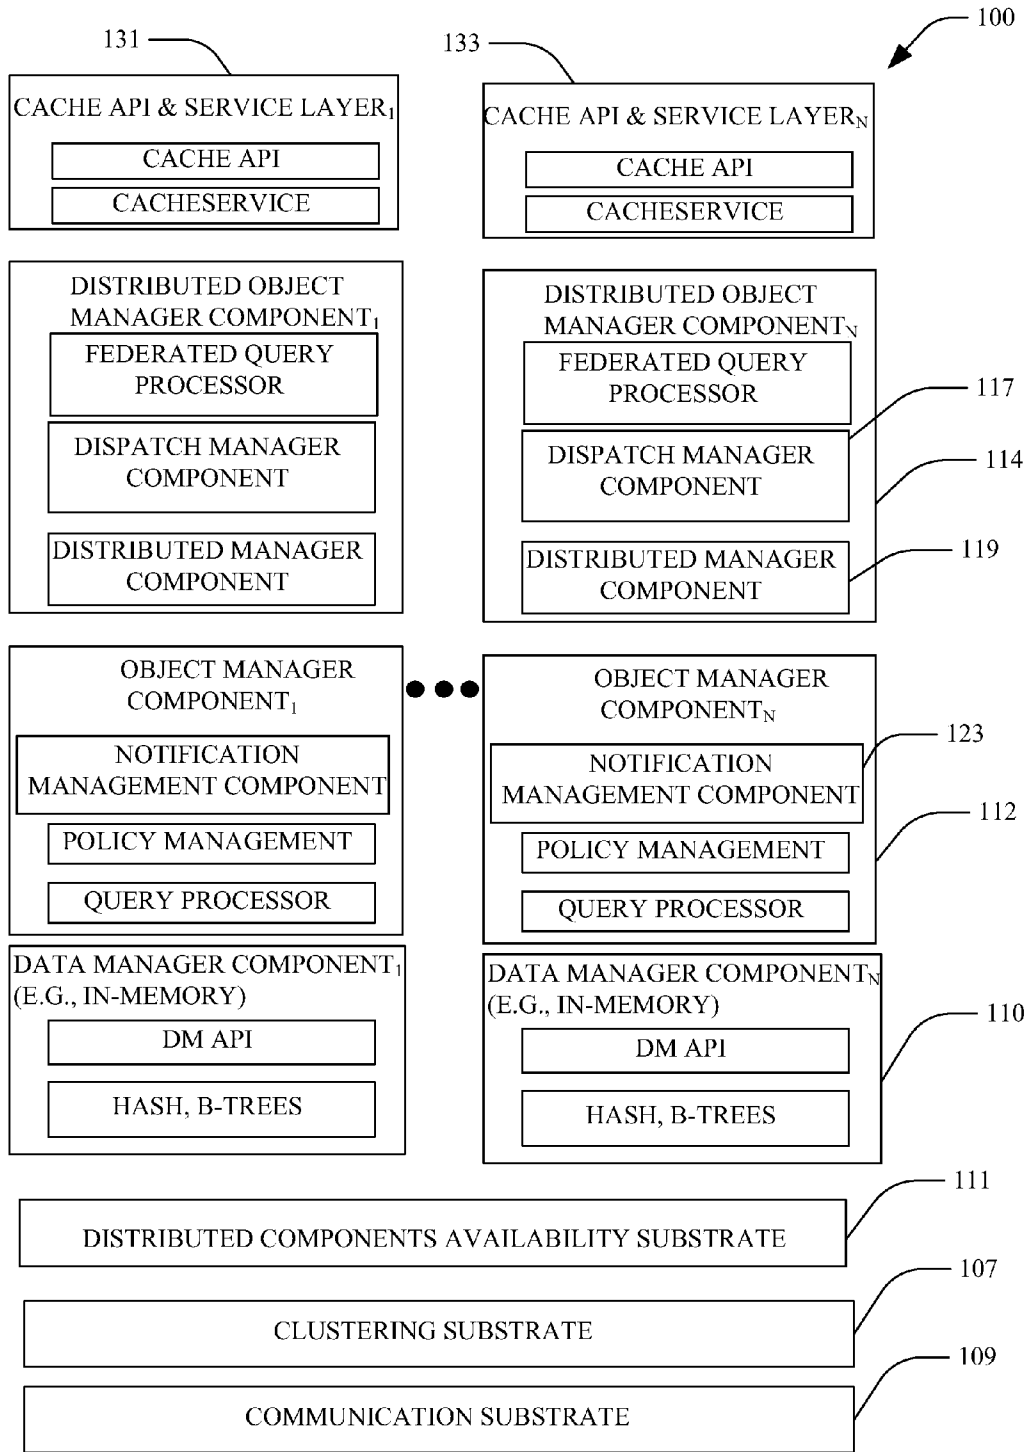 100
131
133
CACHE API & SERVICE LAYER1
CACHE API
CACHESERVICE
CACHE API & SERVICE LAYERN
CACHE API
CACHESERVICE
DISTRIBUTED OBJECT
MANAGER COMPONENT1
FEDERATED QUERY
PROCESSOR
DISPATCH MANAGER
COMPONENT
DISTRIBUTED MANAGER
COMPONENT
DISTRIBUTED OBJECT
MANAGER COMPONENTN
FEDERATED QUERY
PROCESSOR
DISPATCH MANAGER
COMPONENT
DISTRIBUTED MANAGER
COMPONENT
117
114
119
OBJECT MANAGER
COMPONENT1
NOTIFICATION
MANAGEMENT COMPONENT
POLICY MANAGEMENT
QUERY PROCESSOR
OBJECT MANAGER
COMPONENTN
NOTIFICATION
MANAGEMENT COMPONENT
POLICY MANAGEMENT
QUERY PROCESSOR
123
112
DATA MANAGER COMPONENT1
(E.G., IN-MEMORY)
DM API
HASH, B-TREES
DATA MANAGER COMPONENTN
(E.G., IN-MEMORY)
DM API
HASH, B-TREES
110
DISTRIBUTED COMPONENTS AVAILABILITY SUBSTRATE
111
CLUSTERING SUBSTRATE
107
COMMUNICATION SUBSTRATE
109